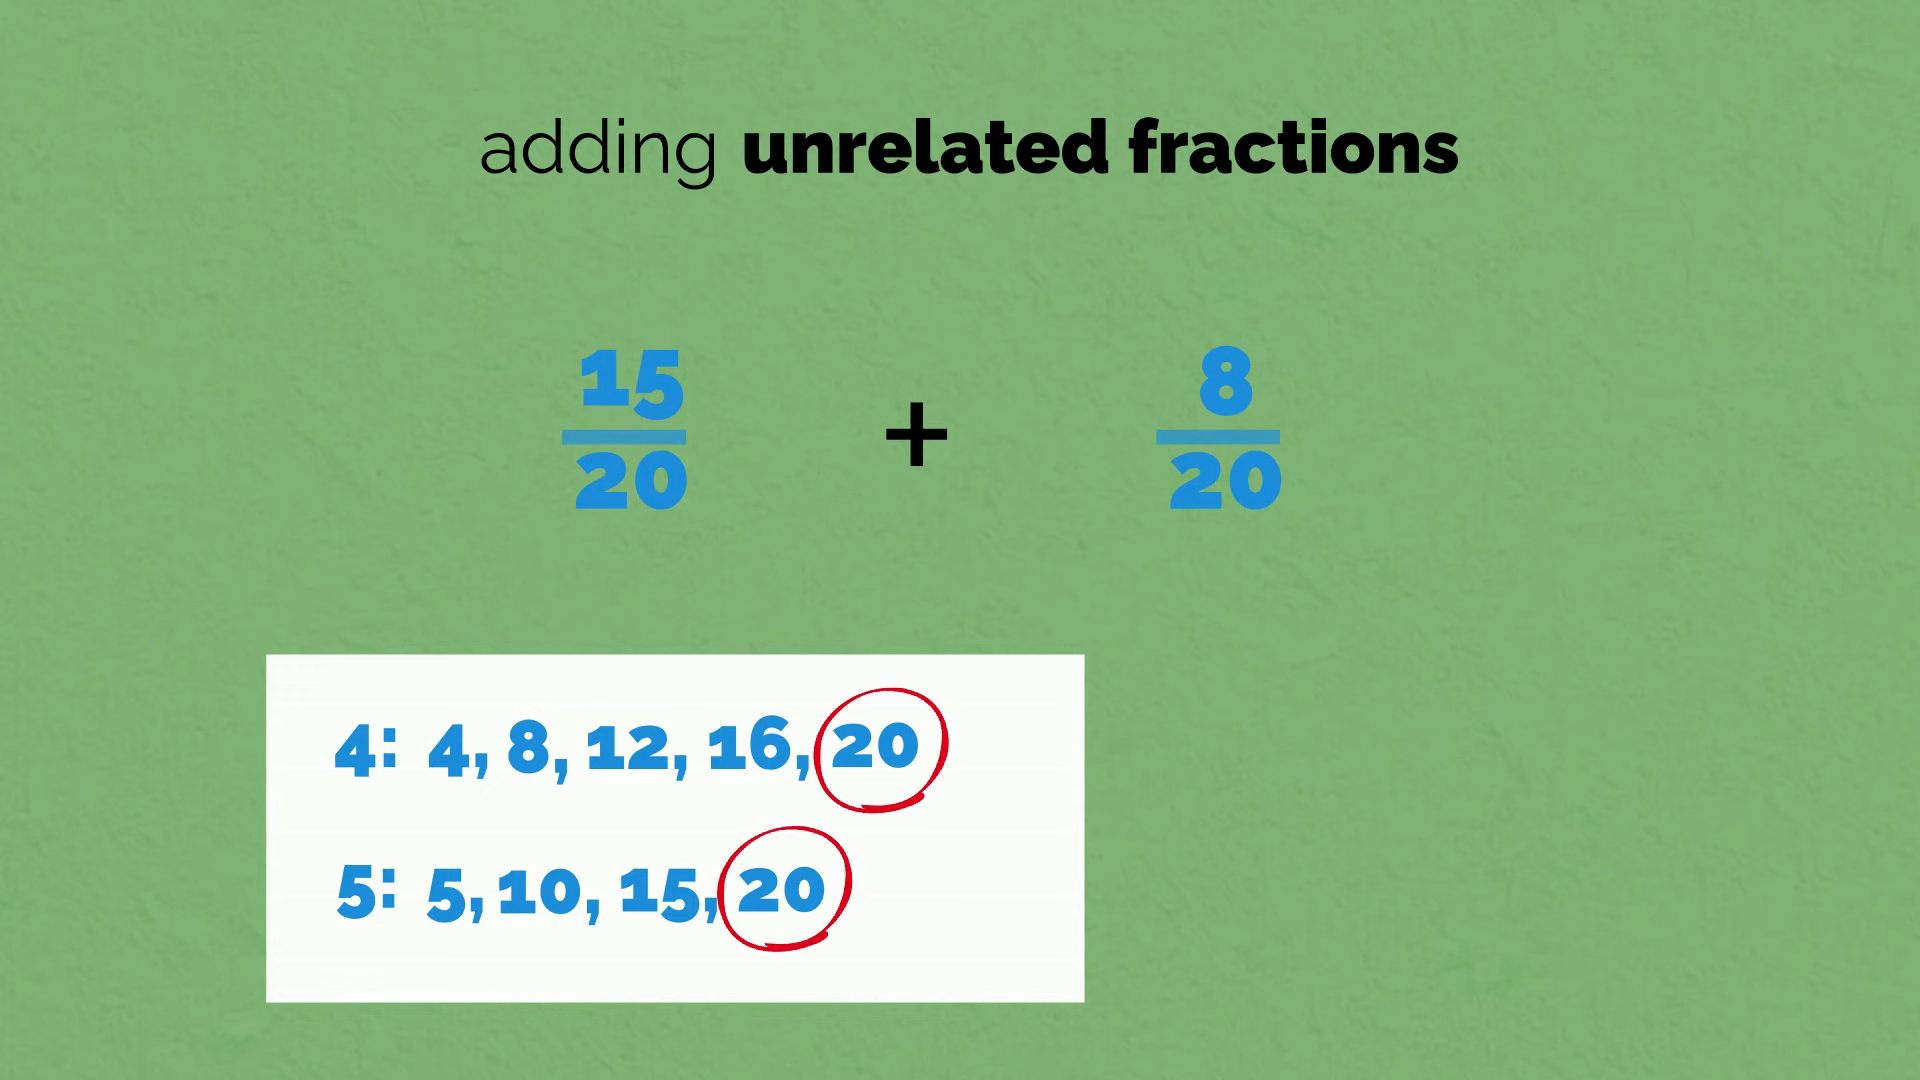 adding unrelated fractions
15 8
+
20 20
4: 4, 8, 12, 16, 20
5: 5, 10, 15, 20